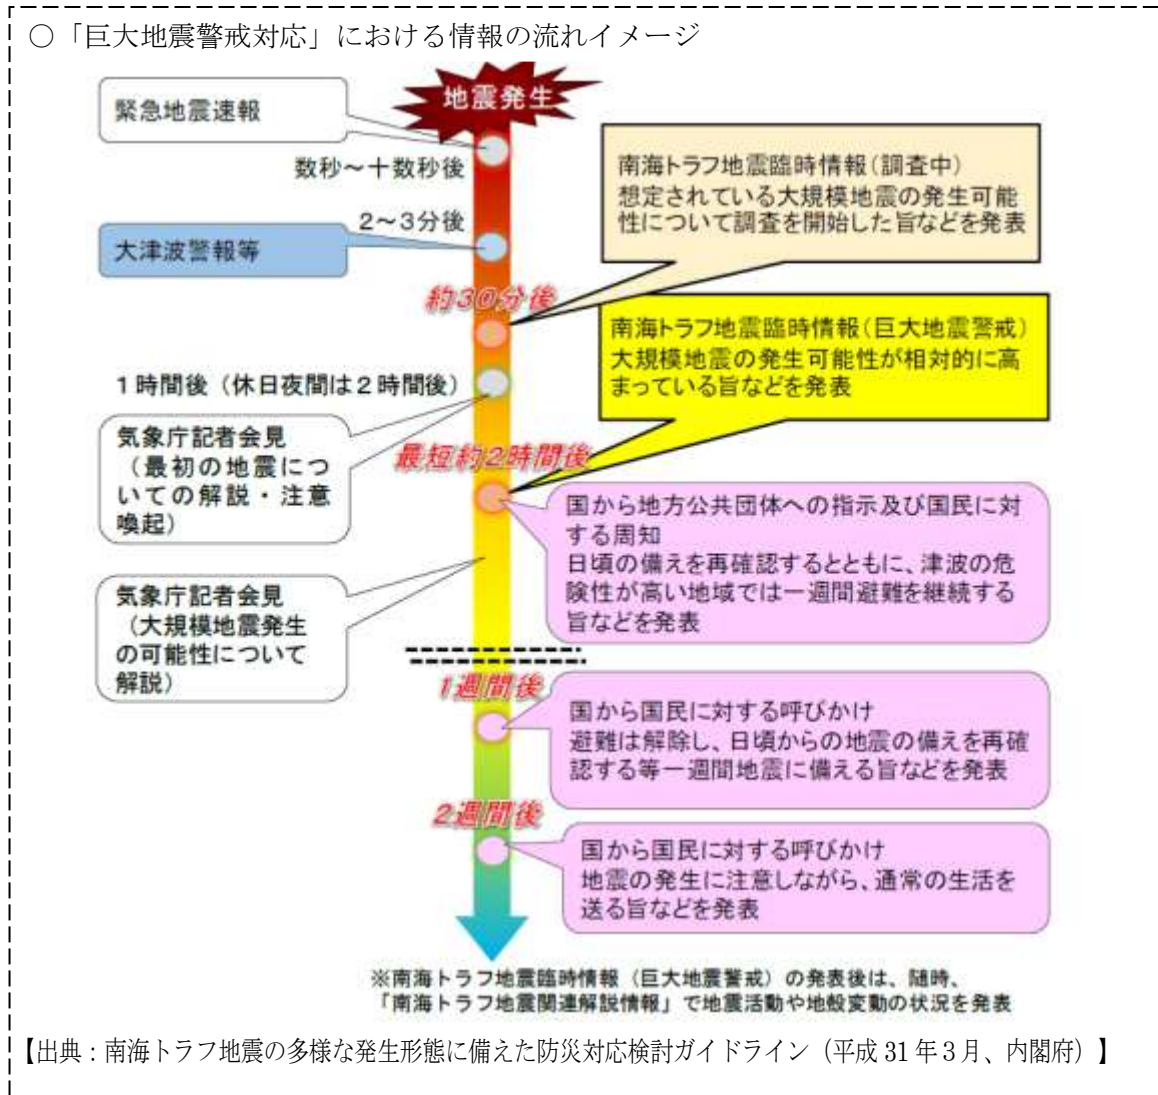 ○「巨大地震警戒対応」における情報の流れイメージ
地震発生
緊急地震速報
数秒～十数秒後
南海トラフ地震臨時情報（調査中）
想定されている大規模地震の発生可能
性について調査を開始した旨などを発表
2～3分後
大津波警報等
約30分後
南海トラフ地震臨時情報（巨大地震警戒）
大規模地震の発生可能性が相対的に高
まっている旨などを発表
1時間後（休日夜間は2時間後）
気象庁記者会見
（最初の地震につ
いての解説・注意
喚起）
最短約2時間後
国から地方公共団体への指示及び国民に対
する周知
日頃の備えを再確認するとともに、津波の危
険性が高い地域では一週間避難を継続する
旨などを発表
気象庁記者会見
（大規模地震発生
の可能性について
解説）
1週間後
国から国民に対する呼びかけ
避難は解除し、日頃からの地震の備えを再確
認する等一週間地震に備える旨などを発表
2週間後
国から国民に対する呼びかけ
地震の発生に注意しながら、通常の生活を
送る旨などを発表
※南海トラフ地震臨時情報（巨大地震警戒）の発表後は、随時、
「南海トラフ地震関連解説情報」で地震活動や地殻変動の状況を発表
【出典：南海トラフ地震の多様な発生形態に備えた防災対応検討ガイドライン（平成31年3月、内閣府）】